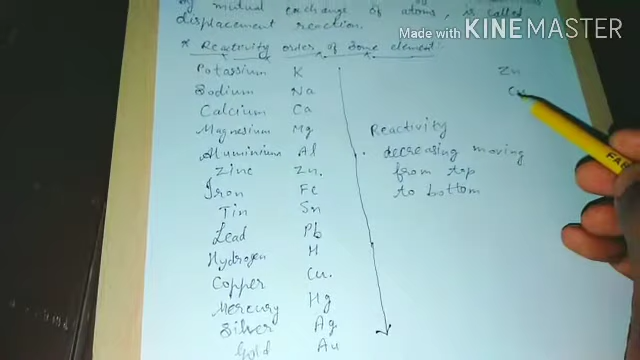 by mutual exchange of atoms, is called
displacement reaction.
Made with KINEMASTER
* Reactivity order of some element:
Potassium K
Sodium Na
Calcium Ca
Magnesium Mg
Aluminium Al
Zinc Zn.
Iron Fe
Tin Sn
Lead Pb
Hydrogen H
Copper Cu.
Mercury Hg
Silver Ag
Gold Au
Reactivity
decreasing moving
from top
to bottom
Zn
Cu